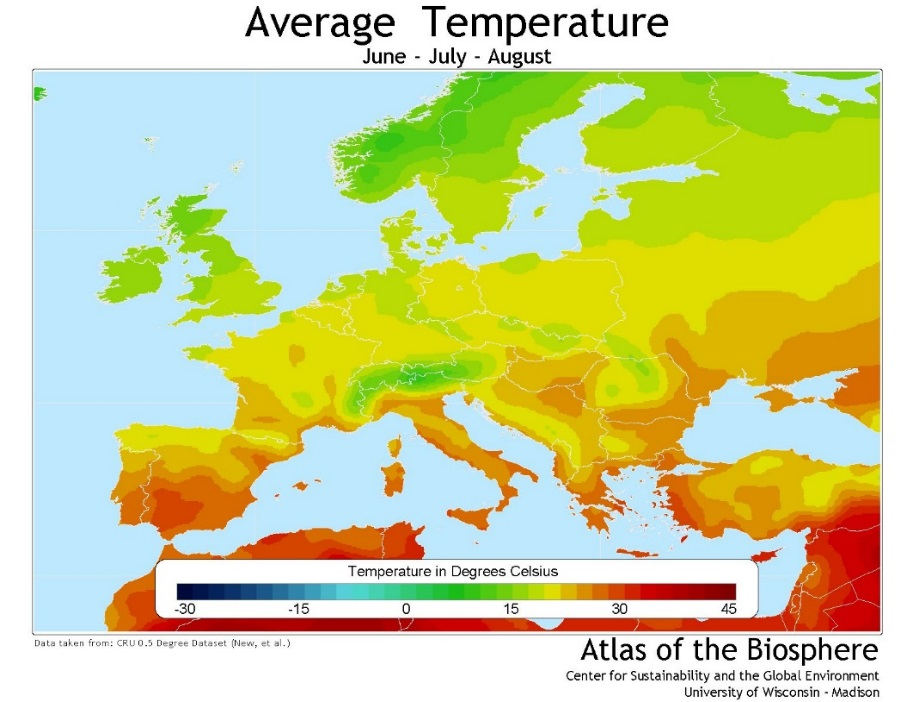 Average Temperature
June - July - August
Temperature in Degrees Celsius
-30 -15 0 15 30 45
Data taken from: CRU 0.5 Degree Dataset (New, et al.)
Atlas of the Biosphere
Center for Sustainability and the Global Environment
University of Wisconsin - Madison